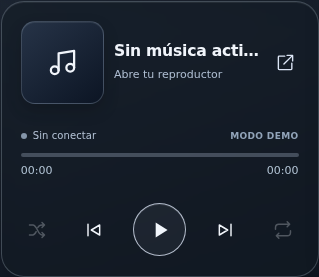 Sin música acti...
Abre tu reproductor
Sin conectar
MODO DEMO
00:00
00:00